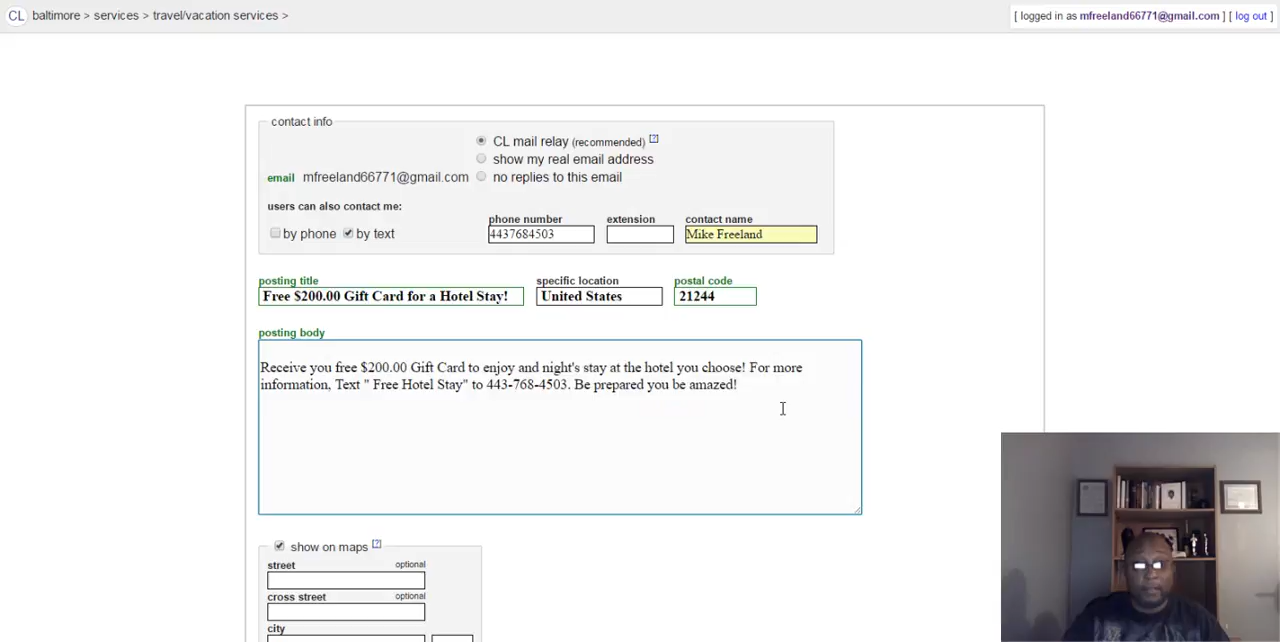 CL baltimore > services > travel/vacation services >
[ logged in as mfreeland66771@gmail.com ] [ log out ]
contact info
CL mail relay (recommended) [?]
show my real email address
email mfreeland66771@gmail.com no replies to this email
users can also contact me:
phone number extension contact name
by phone by text 4437684503 Mike Freeland
posting title specific location postal code
Free $200.00 Gift Card for a Hotel Stay! United States 21244
posting body
Receive you free $200.00 Gift Card to enjoy and night's stay at the hotel you choose! For more
information, Text " Free Hotel Stay" to 443-768-4503. Be prepared you be amazed!
show on maps [?]
street optional
cross street optional
city